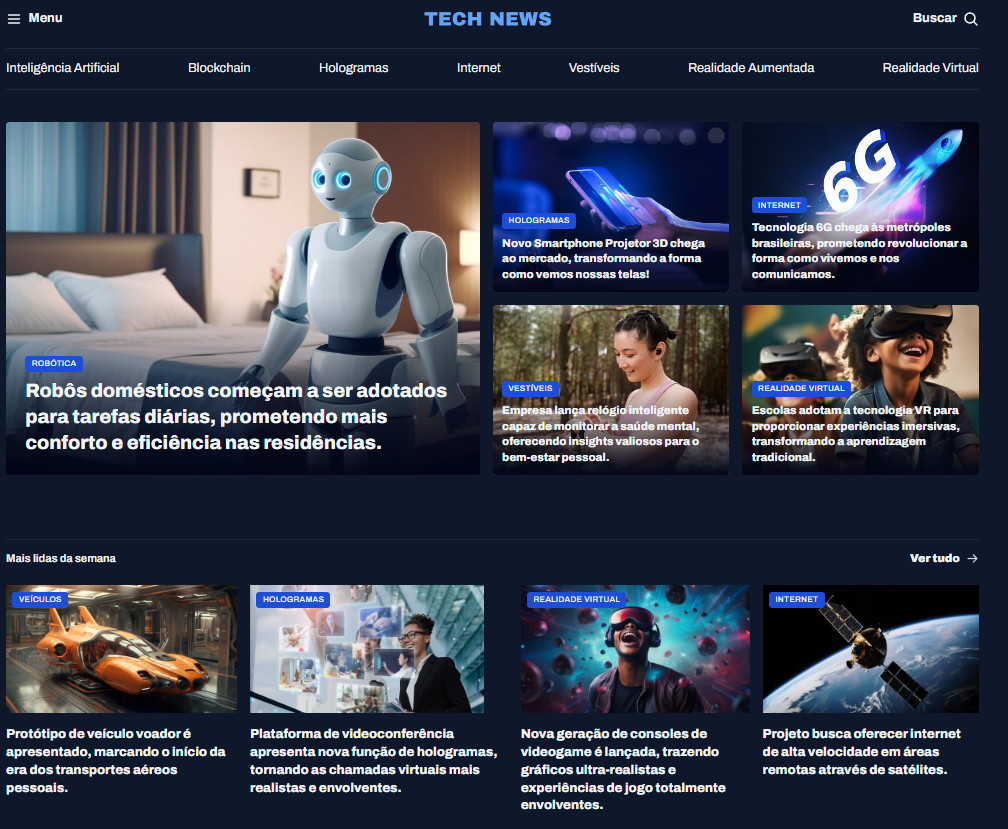 Menu
TECH NEWS
Buscar
Inteligência Artificial
Blockchain
Hologramas
Internet
Vestíveis
Realidade Aumentada
Realidade Virtual
ROBÓTICA
Robôs domésticos começam a ser adotados
para tarefas diárias, prometendo mais
conforto e eficiência nas residências.
HOLOGRAMAS
Novo Smartphone Projetor 3D chega
ao mercado, transformando a forma
como vemos nossas telas!
6G
INTERNET
Tecnologia 6G chega às metrópoles
brasileiras, prometendo revolucionar a
forma como vivemos e nos
comunicamos.
VESTÍVEIS
Empresa lança relógio inteligente
capaz de monitorar a saúde mental,
oferecendo insights valiosos para o
bem-estar pessoal.
REALIDADE VIRTUAL
Escolas adotam a tecnologia VR para
proporcionar experiências imersivas,
transformando a aprendizagem
tradicional.
Mais lidas da semana
Ver tudo
VEÍCULOS
Protótipo de veículo voador é
apresentado, marcando o início da
era dos transportes aéreos
pessoais.
HOLOGRAMAS
Plataforma de videoconferência
apresenta nova função de hologramas,
tornando as chamadas virtuais mais
realistas e envolventes.
REALIDADE VIRTUAL
Nova geração de consoles de
videogame é lançada, trazendo
gráficos ultra-realistas e
experiências de jogo totalmente
envolventes.
INTERNET
Projeto busca oferecer internet
de alta velocidade em áreas
remotas através de satélites.